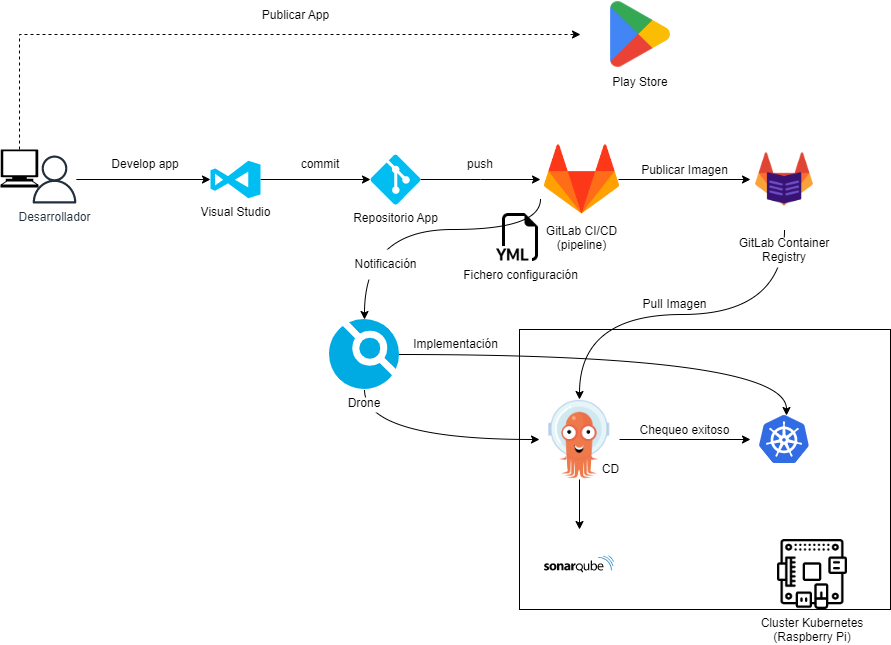 Publicar App
Play Store
Develop app
commit
push
Publicar Imagen
Desarrollador
Visual Studio
Repositorio App
YML
GitLab CI/CD
(pipeline)
GitLab Container
Registry
Notificación
Fichero configuración
Pull Imagen
Implementación
Drone
Chequeo exitoso
CD
sonarqube
Cluster Kubernetes
(Raspberry Pi)